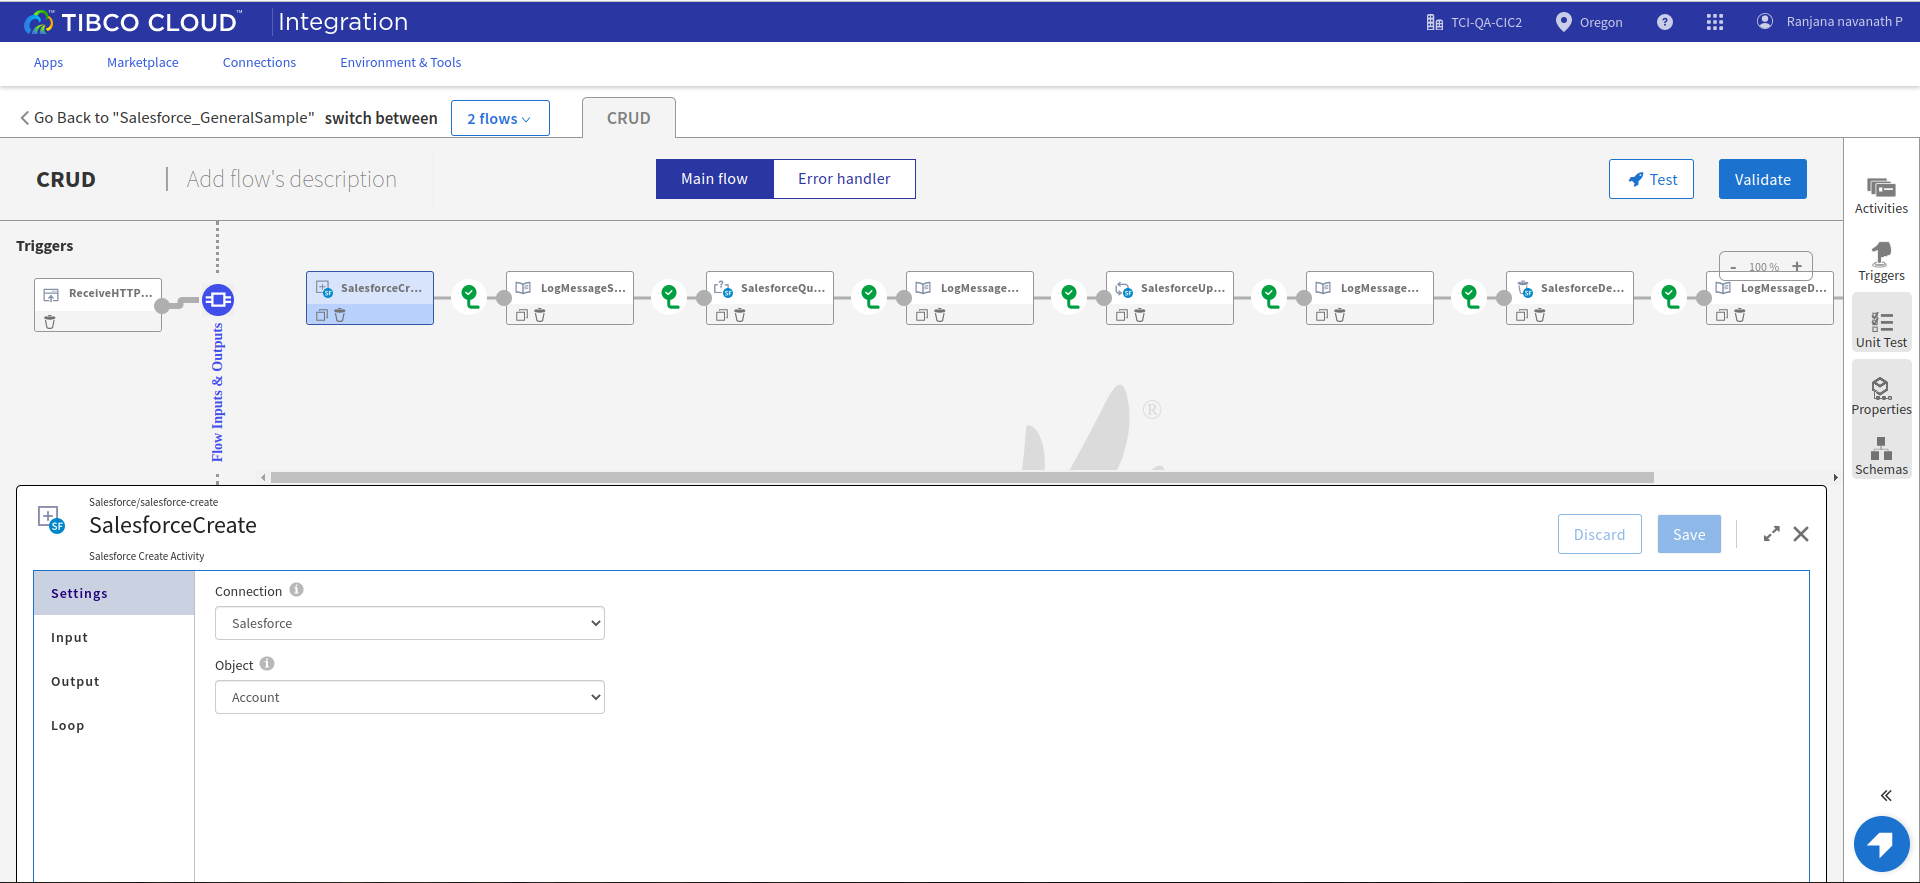 TIBCO CLOUD™ Integration
TCI-QA-CIC2
Oregon
Ranjana navanath P
Apps
Marketplace
Connections
Environment & Tools
Go Back to "Salesforce_GeneralSample" switch between
2 flows
CRUD
CRUD
Add flow's description
Main flow
Error handler
Test
Validate
Activities
Triggers
Unit Test
Properties
Schemas
Triggers
ReceiveHTTP...
Flow Inputs & Outputs
SalesforceCr...
LogMessageS...
SalesforceQu...
LogMessage...
SalesforceUp...
LogMessage...
SalesforceDe...
LogMessageD...
- 100 % +
®
Salesforce/salesforce-create
SF
SalesforceCreate
Salesforce Create Activity
Discard
Save
Settings
Input
Output
Loop
Connection
Salesforce
Object
Account